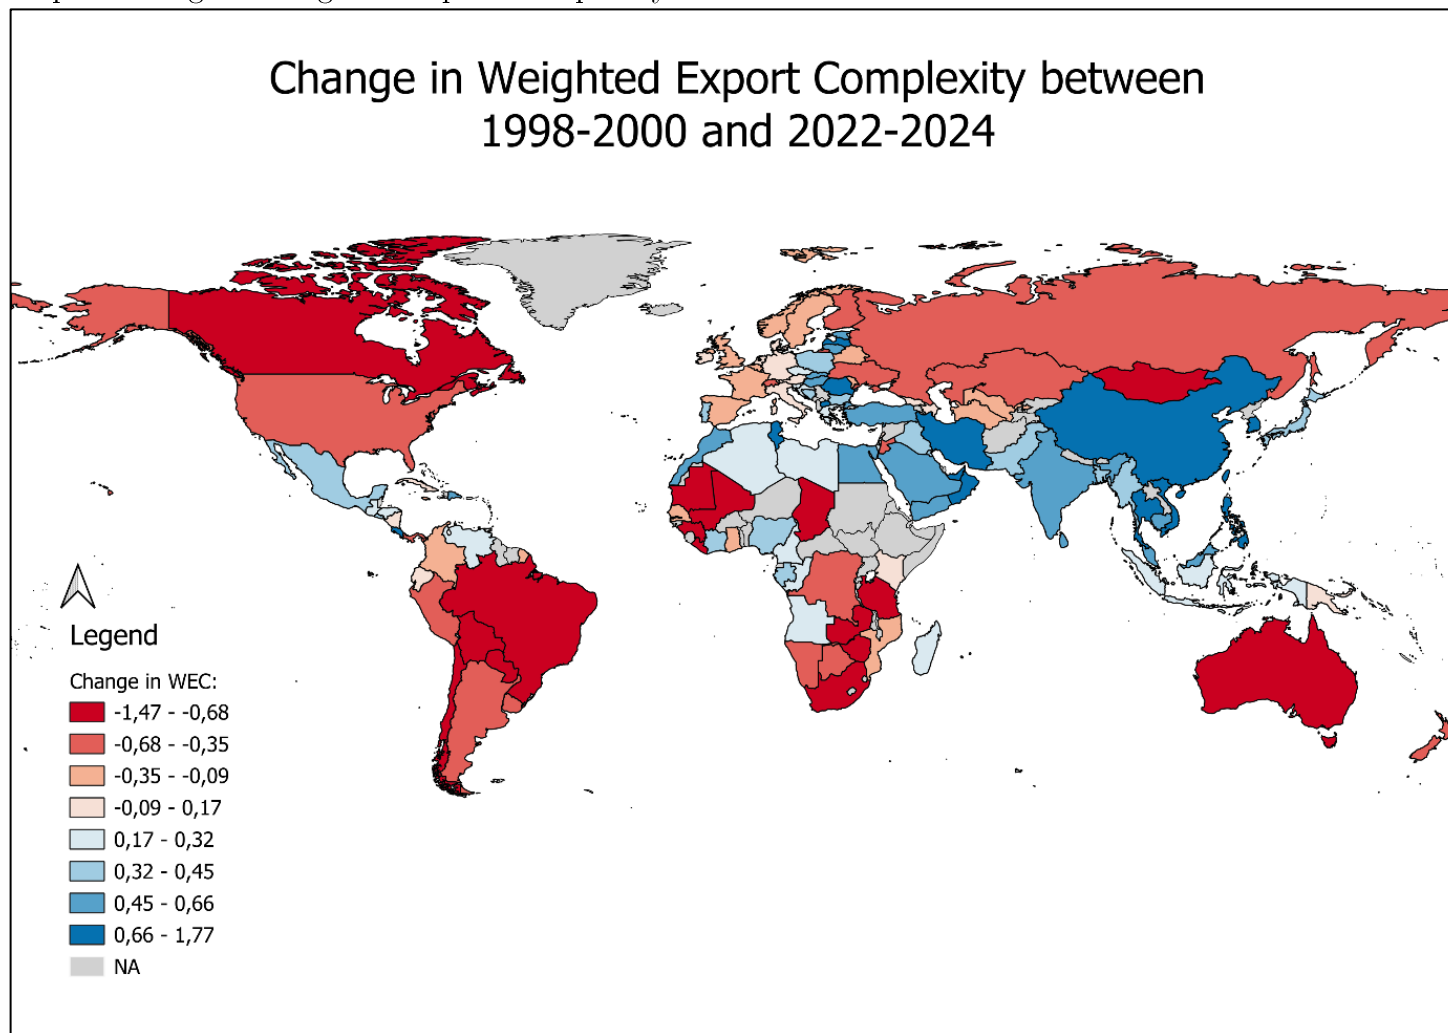 Change in Weighted Export Complexity between
1998-2000 and 2022-2024
Legend
Change in WEC:
-1,47 - -0,68
-0,68 - -0,35
-0,35 - -0,09
-0,09 - 0,17
0,17 - 0,32
0,32 - 0,45
0,45 - 0,66
0,66 - 1,77
NA